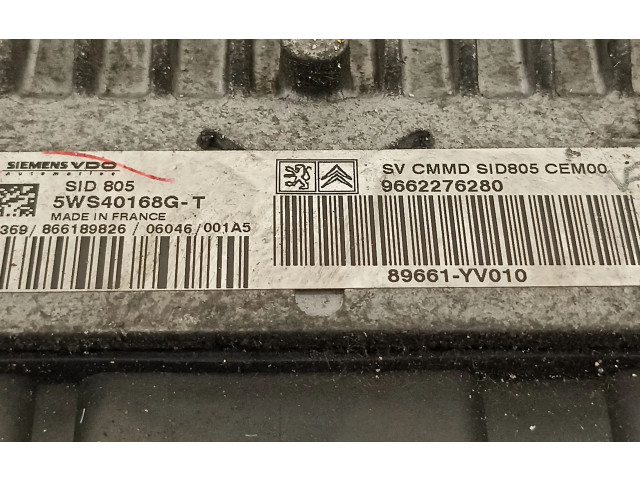 SIEMENS VDO
Automotive
SID 805
5WS40168G-T
MADE IN FRANCE
369/866189826/06046/001A5
SV CMMD SID805 CEM00
9662276280
89661-YV010